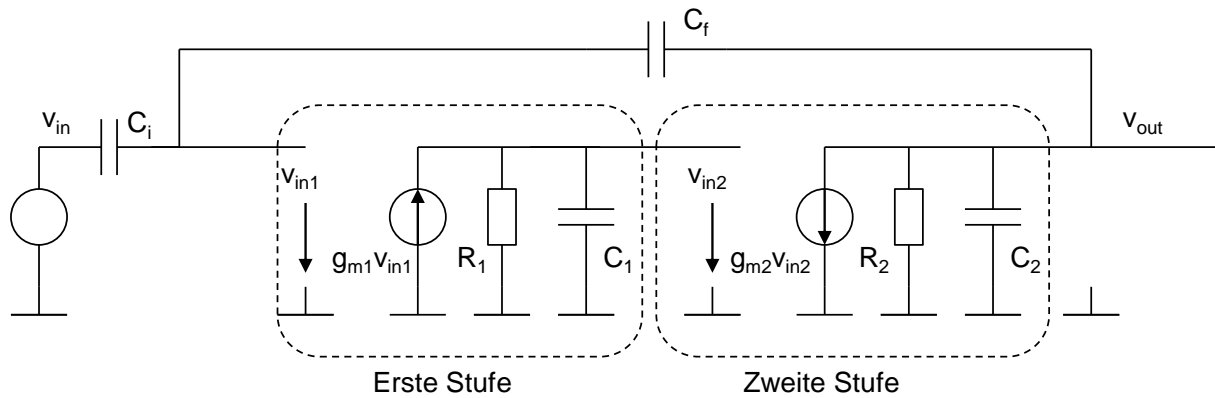 C_f
v_in
C_i
v_out
v_in1
v_in2
g_m1v_in1
R_1
C_1
g_m2v_in2
R_2
C_2
Erste Stufe
Zweite Stufe